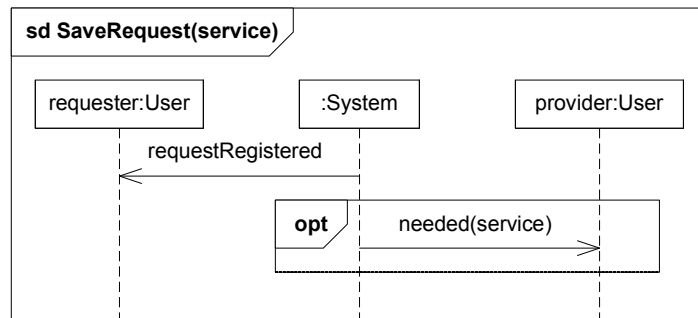 sd SaveRequest(service)
requester:User
:System
provider:User
requestRegistered
opt
needed(service)